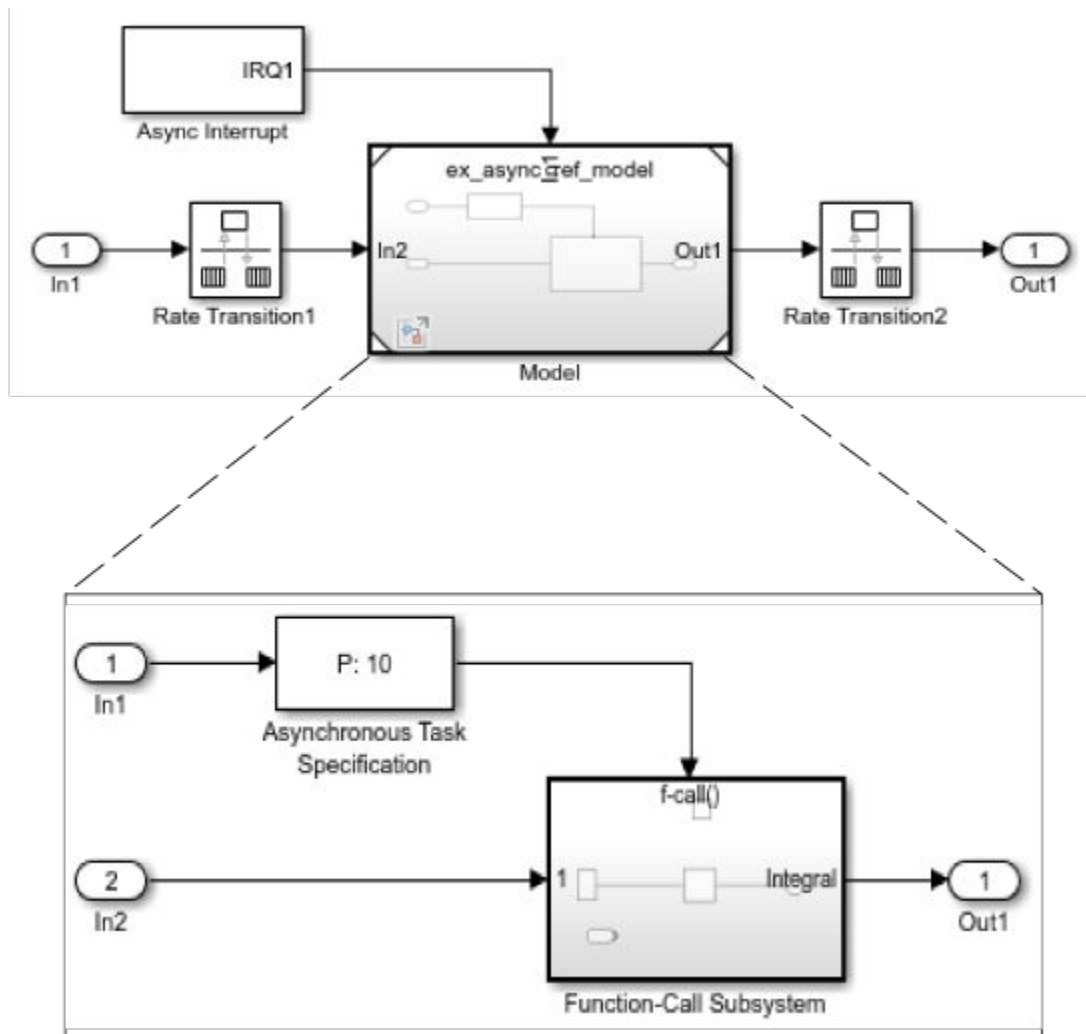 IRQ1
Async Interrupt
ex_async_ref_model
1
In1
Rate Transition1
In2
Out1
Model
Rate Transition2
1
Out1
1
In1
P: 10
Asynchronous Task
Specification
f-call()
2
In2
1
Integral
1
Out1
Function-Call Subsystem